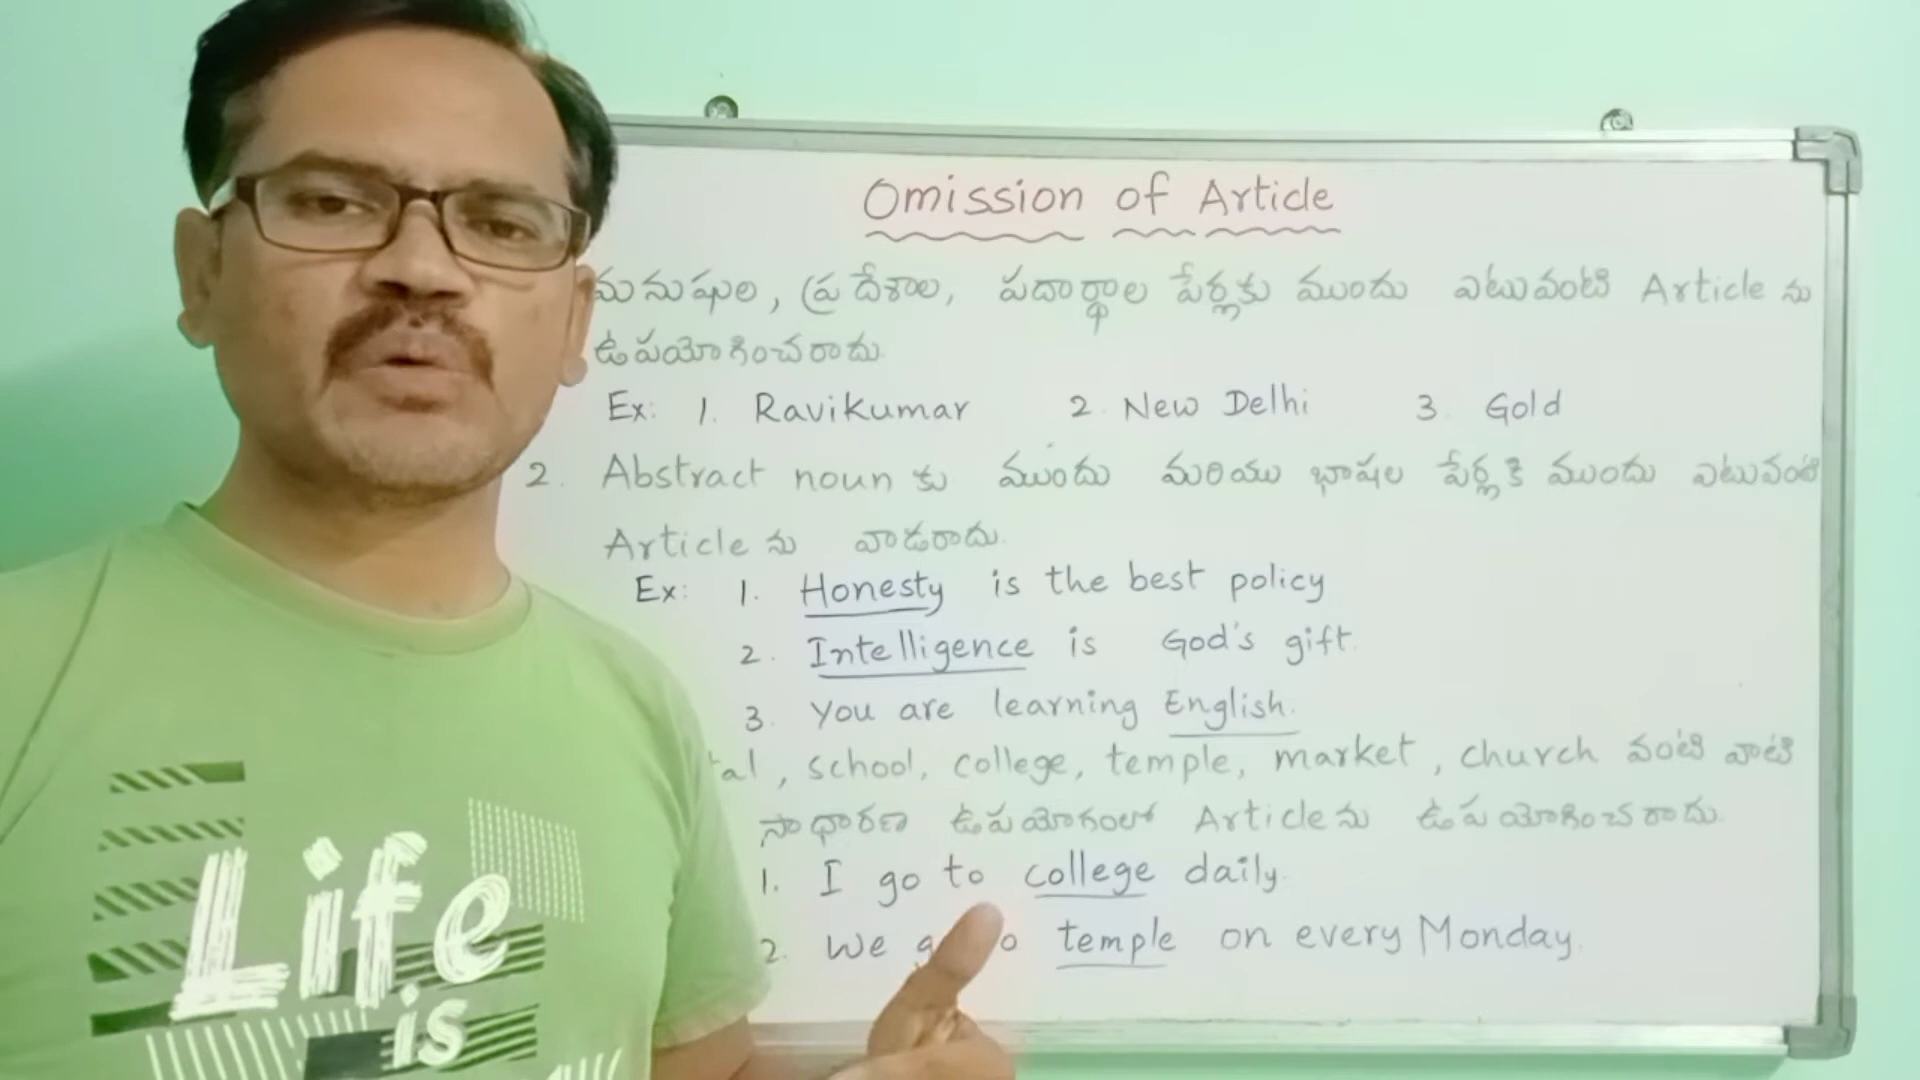 Omission of Article
మనుషుల, ప్రదేశాల, పదార్థాల పేర్లకు ముందు ఎటువంటి Article ను
ఉపయోగించరాదు
Ex: 1. Ravikumar 2. New Delhi 3. Gold
2. Abstract noun కు ముందు మరియు భాషల పేర్లకి ముందు ఎటువంటి
Article ను వాడరాదు.
Ex: 1. Honesty is the best policy
2. Intelligence is God's gift.
3. You are learning English.
, school, college, temple, market, church వంటి వాటి
సాధారణ ఉపయోగంలో Article ను ఉపయోగించరాదు.
1. I go to college daily.
2. We temple on every Monday.
Life
is